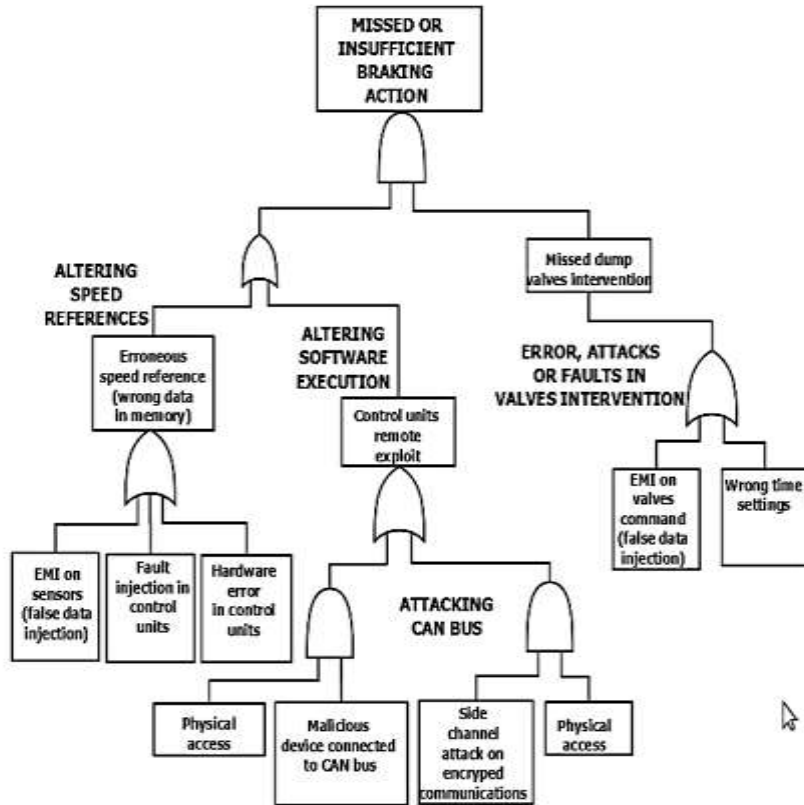 MISSED OR
INSUFFICIENT
BRAKING
ACTION
Missed dump
valves intervention
ALTERING
SPEED
REFERENCES
ALTERING
SOFTWARE
EXECUTION
ERROR, ATTACKS
OR FAULTS IN
VALVES INTERVENTION
Erroneous
speed reference
(wrong data
in memory)
Control units
remote
exploit
EMI on
valves
command
(false data
injection)
Wrong time
settings
EMI on
sensors
(false data
injection)
Fault
injection in
control
units
Hardware
error
in control
units
ATTACKING
CAN BUS
Physical
access
Malicious
device connected
to CAN bus
Side
channel
attack on
encryped
communications
Physical
access